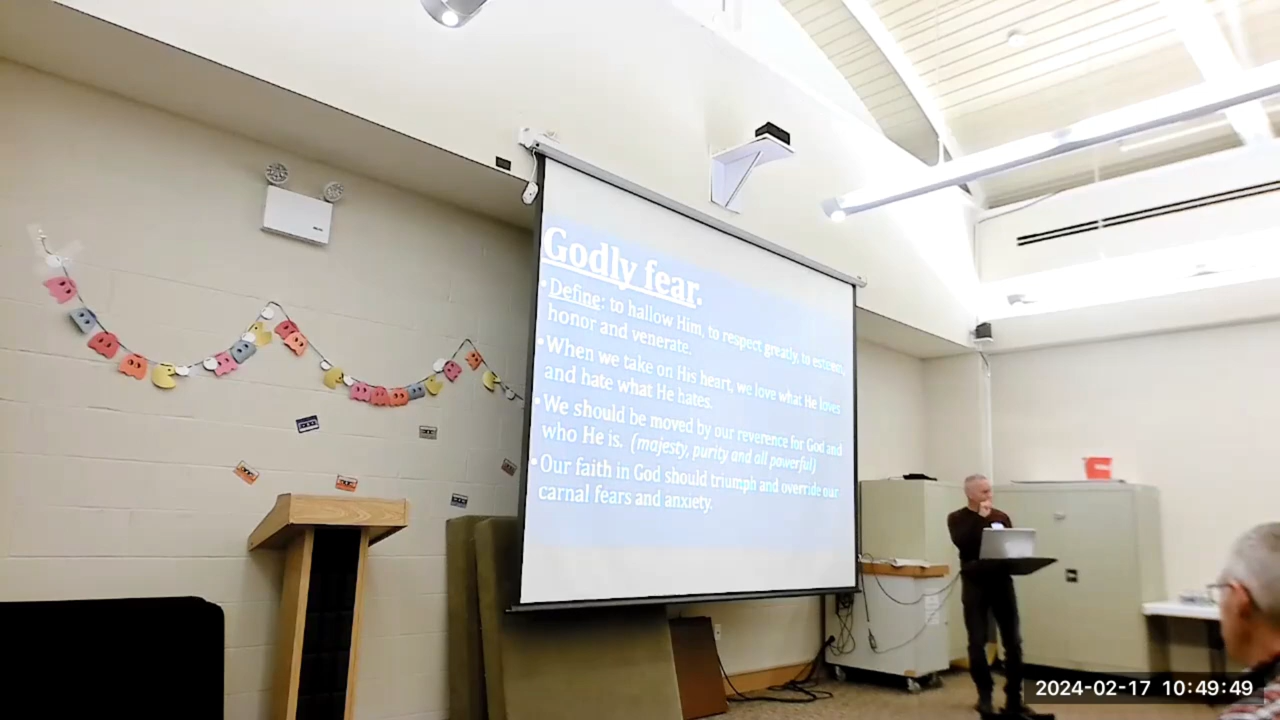 Godly fear.
•Define: to hallow Him, to respect greatly, to esteem,
honor and venerate.
•When we take on His heart, we love what He loves
and hate what He hates.
•We should be moved by our reverence for God and
who He is. (majesty, purity and all powerful)
•Our faith in God should triumph and override our
carnal fears and anxiety.
2024-02-17 10:49:49